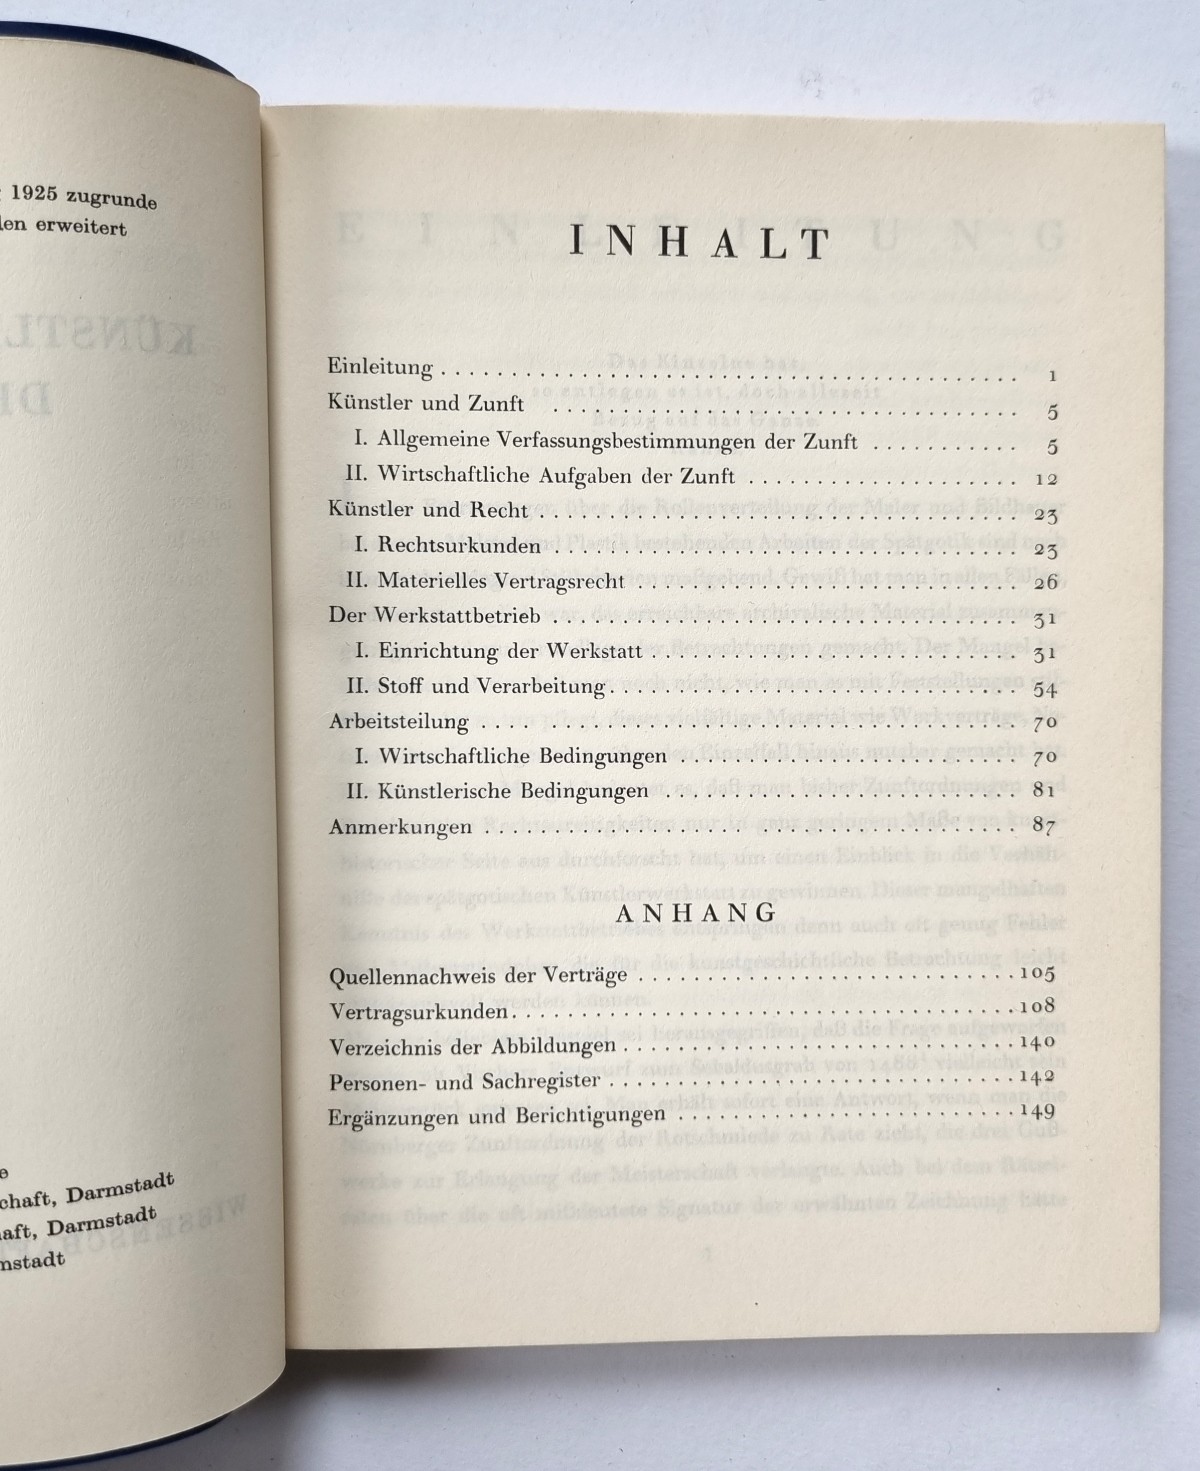 1925 zugrunde
den erweitert
chaft, Darmstadt
aft, Darmstadt
mstadt
INHALT
Einleitung . . . . . . . . . . . . . . . . . . . . 1
Künstler und Zunft . . . . . . . . . . . . . . . . . . . . 5
I. Allgemeine Verfassungsbestimmungen der Zunft . . . . . . . . . . . 5
II. Wirtschaftliche Aufgaben der Zunft . . . . . . . . . . . . . . . . . . . . 12
Künstler und Recht . . . . . . . . . . . . . . . . . . . . 23
I. Rechtsurkunden . . . . . . . . . . . . . . . . . . . . 23
II. Materielles Vertragsrecht . . . . . . . . . . . . . . . . . . . . 26
Der Werkstattbetrieb . . . . . . . . . . . . . . . . . . . . 31
I. Einrichtung der Werkstatt . . . . . . . . . . . . . . . . . . . . 31
II. Stoff und Verarbeitung . . . . . . . . . . . . . . . . . . . . 54
Arbeitsteilung . . . . . . . . . . . . . . . . . . . . 70
I. Wirtschaftliche Bedingungen . . . . . . . . . . . . . . . . . . . . 70
II. Künstlerische Bedingungen . . . . . . . . . . . . . . . . . . . . 81
Anmerkungen . . . . . . . . . . . . . . . . . . . . 87
ANHANG
Quellennachweis der Verträge . . . . . . . . . . . . . . . . . . . . 105
Vertragsurkunden . . . . . . . . . . . . . . . . . . . . 108
Verzeichnis der Abbildungen . . . . . . . . . . . . . . . . . . . . 140
Personen- und Sachregister . . . . . . . . . . . . . . . . . . . . 142
Ergänzungen und Berichtigungen . . . . . . . . . . . . . . . . . . . . 149